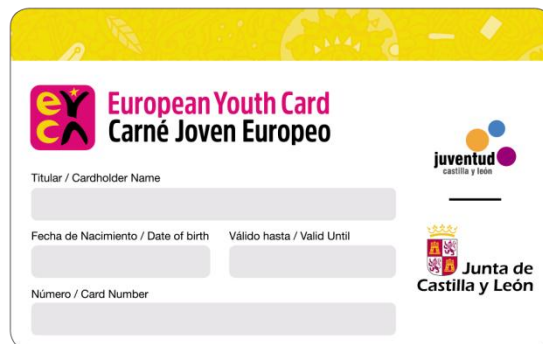 EYCA
European Youth Card
Carné Joven Europeo
juventud
castilla y león
Titular / Cardholder Name
Fecha de Nacimiento / Date of birth
Válido hasta / Valid Until
Número / Card Number
Junta de
Castilla y León